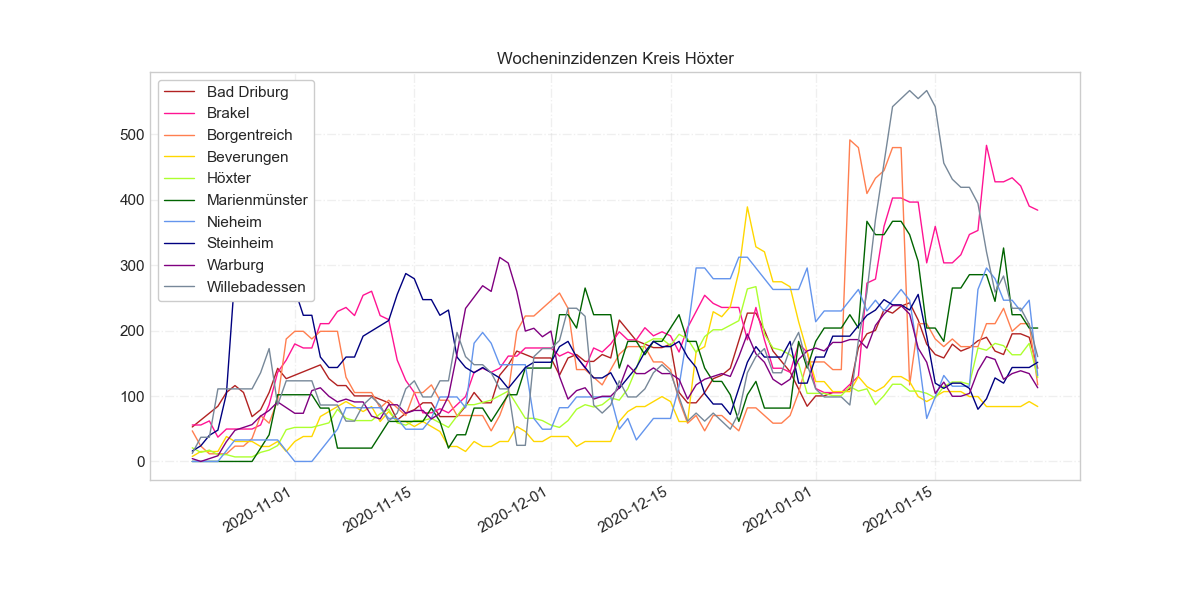 Wocheninzidenzen Kreis Höxter
Bad Driburg
Brakel
Borgentreich
Beverungen
Höxter
Marienmünster
Nieheim
Steinheim
Warburg
Willebadessen
500
400
300
200
100
0
2020-11-01
2020-11-15
2020-12-01
2020-12-15
2021-01-01
2021-01-15